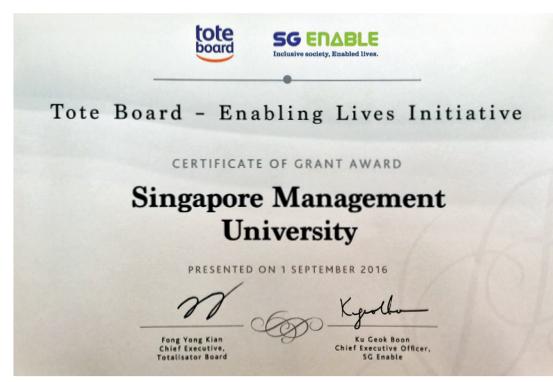 tote
board
SG ENABLE
Inclusive society, Enabled lives.
Tote Board – Enabling Lives Initiative
CERTIFICATE OF GRANT AWARD
Singapore Management
University
PRESENTED ON 1 SEPTEMBER 2016
Fong Yong Kian
Chief Executive,
Totalisator Board
Ku Geok Boon
Chief Executive Officer,
SG Enable